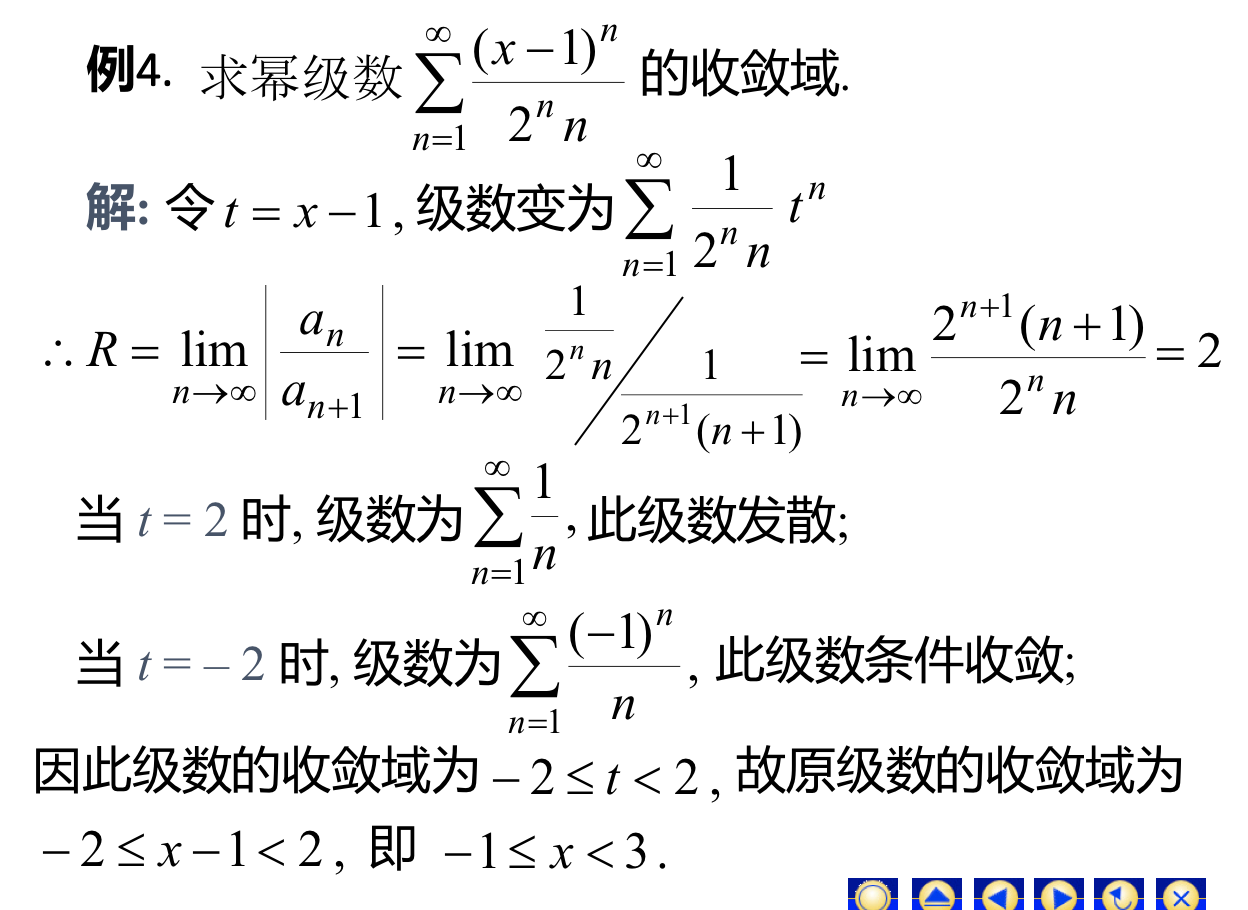 例4. 求幂级数 $\sum_{n=1}^{\infty} \frac{(x-1)^n}{2^n n}$ 的收敛域.
解: 令 $t = x - 1$ , 级数变为 $\sum_{n=1}^{\infty} \frac{1}{2^n n} t^n$
$\therefore R = \lim_{n \to \infty} \left| \frac{a_n}{a_{n+1}} \right| = \lim_{n \to \infty} \frac{1}{2^n n} \Big/ \frac{1}{2^{n+1}(n+1)} = \lim_{n \to \infty} \frac{2^{n+1}(n+1)}{2^n n} = 2$
当 $t = 2$ 时, 级数为 $\sum_{n=1}^{\infty} \frac{1}{n}$ , 此级数发散;
当 $t = -2$ 时, 级数为 $\sum_{n=1}^{\infty} \frac{(-1)^n}{n}$ , 此级数条件收敛;
因此级数的收敛域为 $-2 \le t < 2$ , 故原级数的收敛域为
$-2 \le x - 1 < 2$ , 即 $-1 \le x < 3$ .